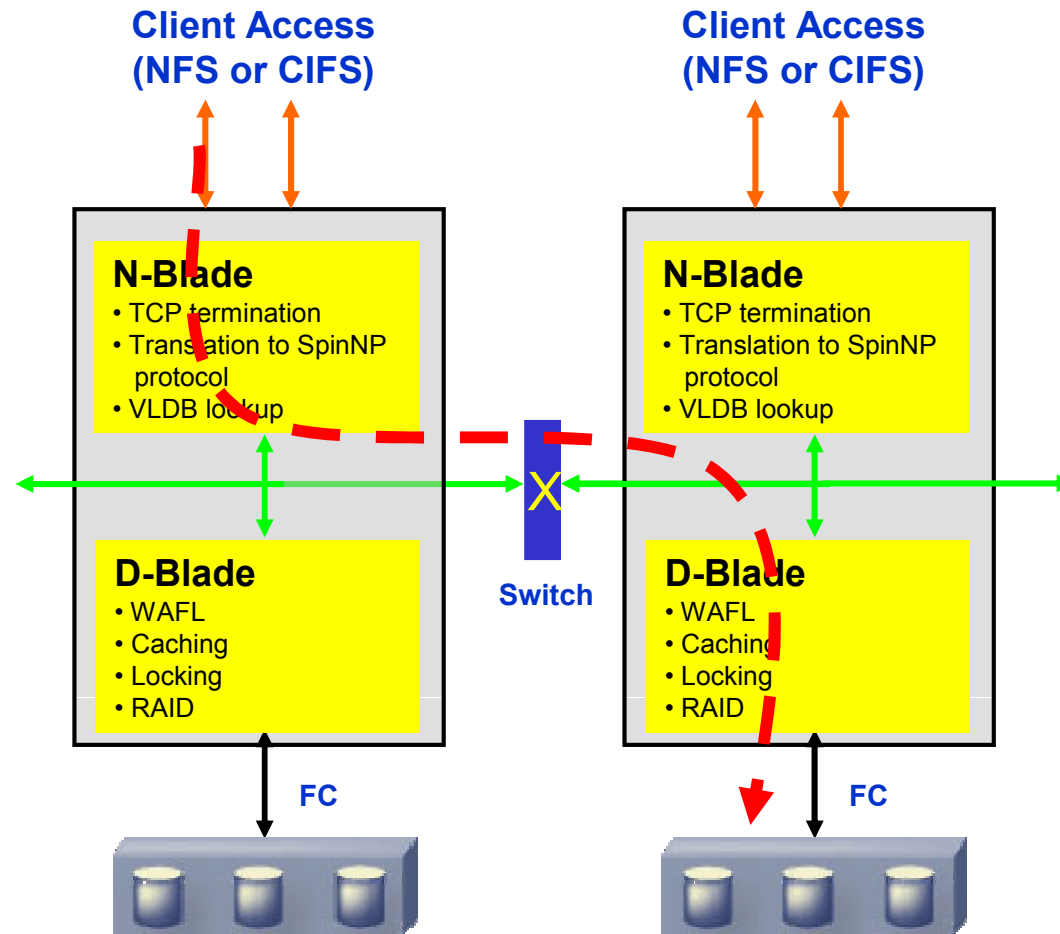 Client Access
(NFS or CIFS)
Client Access
(NFS or CIFS)
N-Blade
• TCP termination
• Translation to SpinNP
protocol
• VLDB lookup
N-Blade
• TCP termination
• Translation to SpinNP
protocol
• VLDB lookup
X
Switch
D-Blade
• WAFL
• Caching
• Locking
• RAID
D-Blade
• WAFL
• Caching
• Locking
• RAID
FC
FC